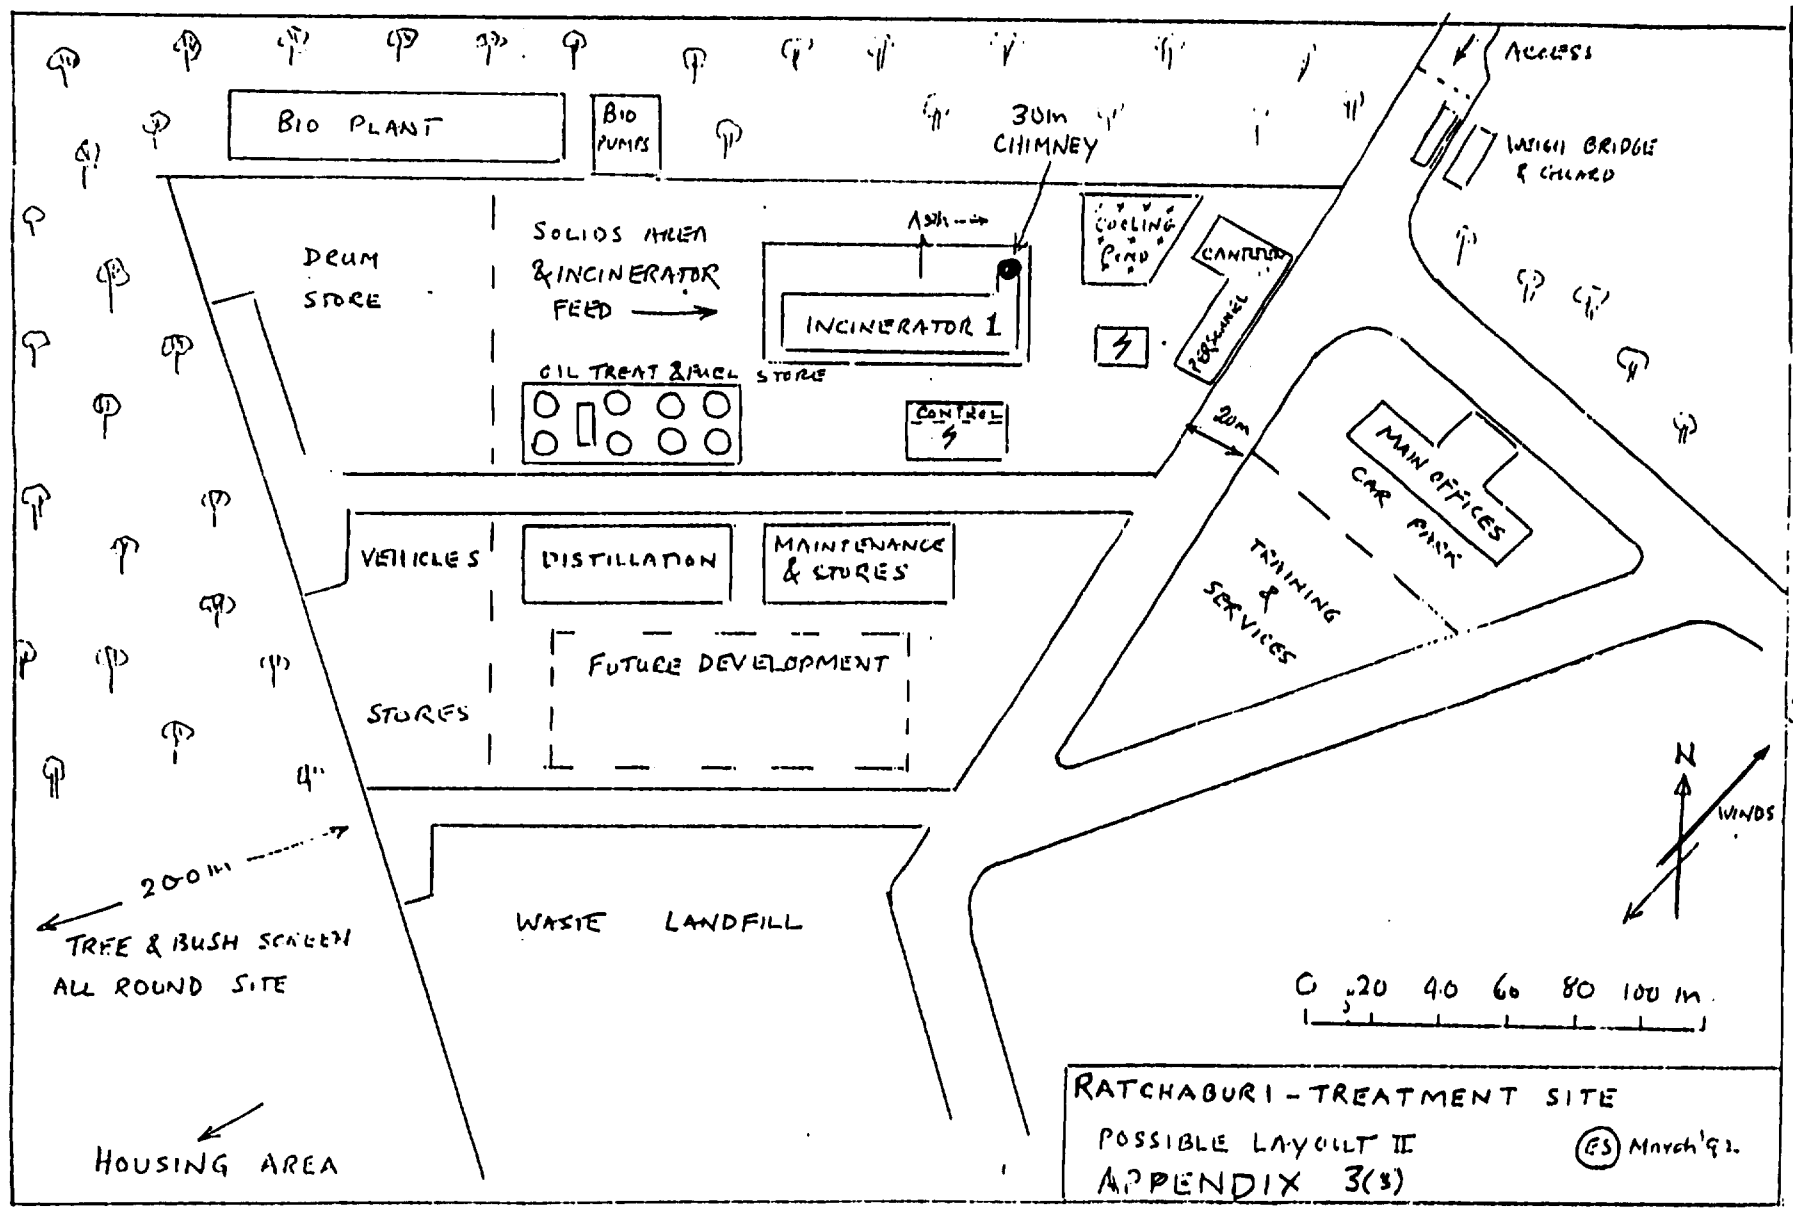 ACCESS
BIO PLANT
BIO
PUMPS
30m
CHIMNEY
WEIGH BRIDGE
& GUARD
DRUM
STORE
SOLIDS AREA
& INCINERATOR
FEED
Ash
COOLING
POND
CANTEEN
PERSONNEL
INCINERATOR 1
OIL TREAT & FUEL STORE
CONTROL
20m
MAIN OFFICES
CAR PARK
VEHICLES
DISTILLATION
MAINTENANCE
& STORES
TRAINING
&
SERVICES
FUTURE DEVELOPMENT
STORES
N
WINDS
200m
TREE & BUSH SCREEN
ALL ROUND SITE
WASTE LANDFILL
0 20 40 60 80 100 m
HOUSING AREA
RATCHABURI - TREATMENT SITE
POSSIBLE LAYOUT II
ES March '92
APPENDIX 3(3)